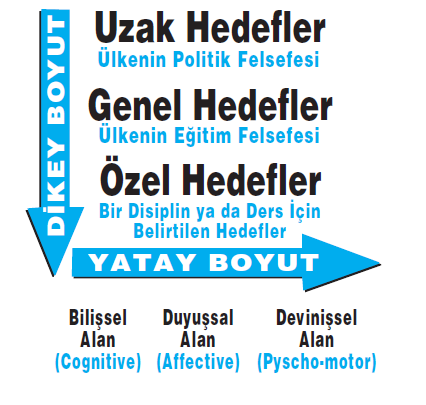 Uzak Hedefler
Ülkenin Politik Felsefesi
Genel Hedefler
Ülkenin Eğitim Felsefesi
Özel Hedefler
Bir Disiplin ya da Ders İçin
Belirtilen Hedefler
DİKEY BOYUT
YATAY BOYUT
Bilişsel
Alan
(Cognitive)
Duyuşsal
Alan
(Affective)
Devinişsel
Alan
(Pyscho-motor)